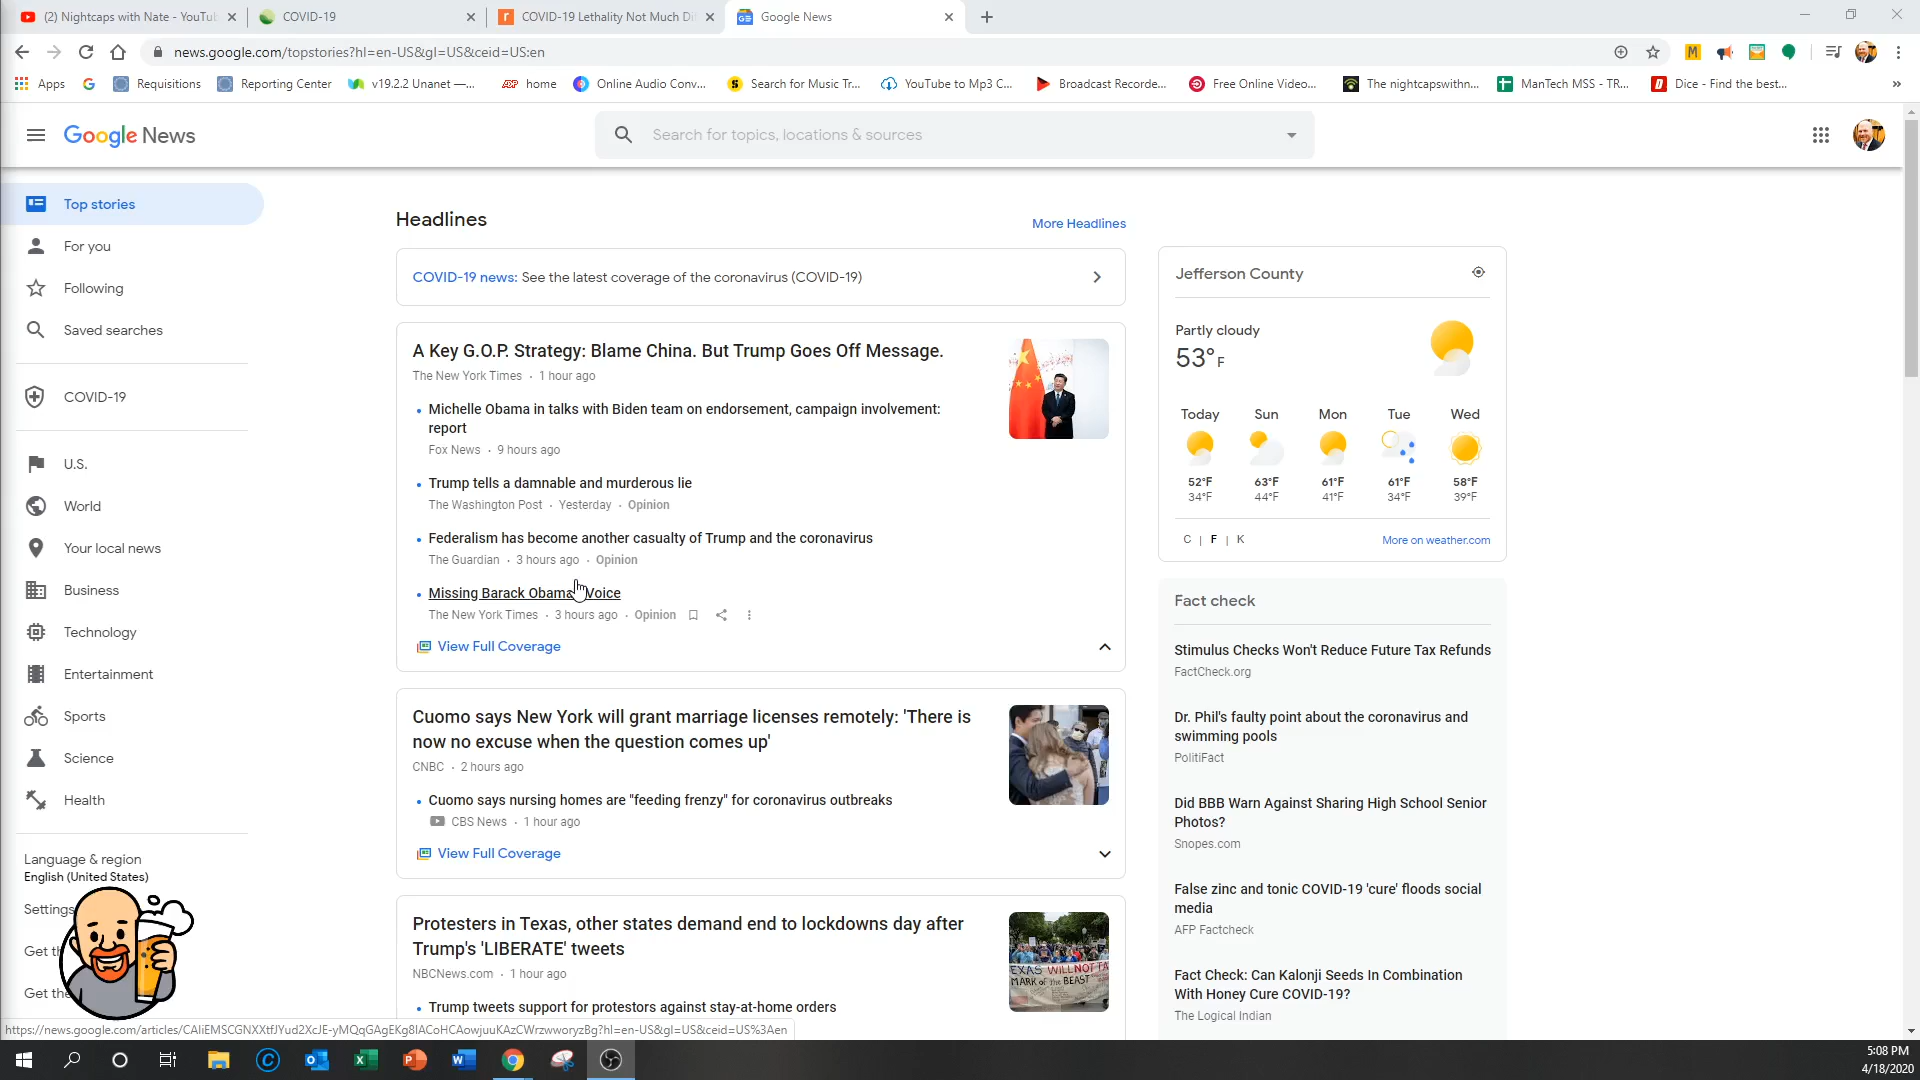 (2) Nightcaps with Nate - YouTu
COVID-19
COVID-19 Lethality Not Much Di
Google News
news.google.com/topstories?hl=en-US&gl=US&ceid=US:en
Apps
Requisitions
Reporting Center
v19.2.2 Unanet —...
home
Online Audio Conv...
Search for Music Tr...
YouTube to Mp3 C...
Broadcast Recorde...
Free Online Video...
The nightcapswithn...
ManTech MSS - TR...
Dice - Find the best...
»
Google News
Search for topics, locations & sources
Top stories
For you
Following
Saved searches
COVID-19
U.S.
World
Your local news
Business
Technology
Entertainment
Sports
Science
Health
Language & region
English (United States)
Settings
Get th
Get the
Headlines
More Headlines
COVID-19 news: See the latest coverage of the coronavirus (COVID-19)
A Key G.O.P. Strategy: Blame China. But Trump Goes Off Message.
The New York Times · 1 hour ago
Michelle Obama in talks with Biden team on endorsement, campaign involvement:
report
Fox News · 9 hours ago
Trump tells a damnable and murderous lie
The Washington Post · Yesterday · Opinion
Federalism has become another casualty of Trump and the coronavirus
The Guardian · 3 hours ago · Opinion
Missing Barack Obama Voice
The New York Times · 3 hours ago · Opinion
View Full Coverage
Cuomo says New York will grant marriage licenses remotely: 'There is
now no excuse when the question comes up'
CNBC · 2 hours ago
Cuomo says nursing homes are "feeding frenzy" for coronavirus outbreaks
CBS News · 1 hour ago
View Full Coverage
Protesters in Texas, other states demand end to lockdowns day after
Trump's 'LIBERATE' tweets
NBCNews.com · 1 hour ago
TEXAS WILL NOT TA
MARK of the BEAST
Trump tweets support for protestors against stay-at-home orders
Jefferson County
Partly cloudy
53°F
Today Sun Mon Tue Wed
52°F 63°F 61°F 61°F 58°F
34°F 44°F 41°F 34°F 39°F
C | F | K
More on weather.com
Fact check
Stimulus Checks Won't Reduce Future Tax Refunds
FactCheck.org
Dr. Phil's faulty point about the coronavirus and
swimming pools
PolitiFact
Did BBB Warn Against Sharing High School Senior
Photos?
Snopes.com
False zinc and tonic COVID-19 'cure' floods social
media
AFP Factcheck
Fact Check: Can Kalonji Seeds In Combination
With Honey Cure COVID-19?
The Logical Indian
5:08 PM
4/18/2020